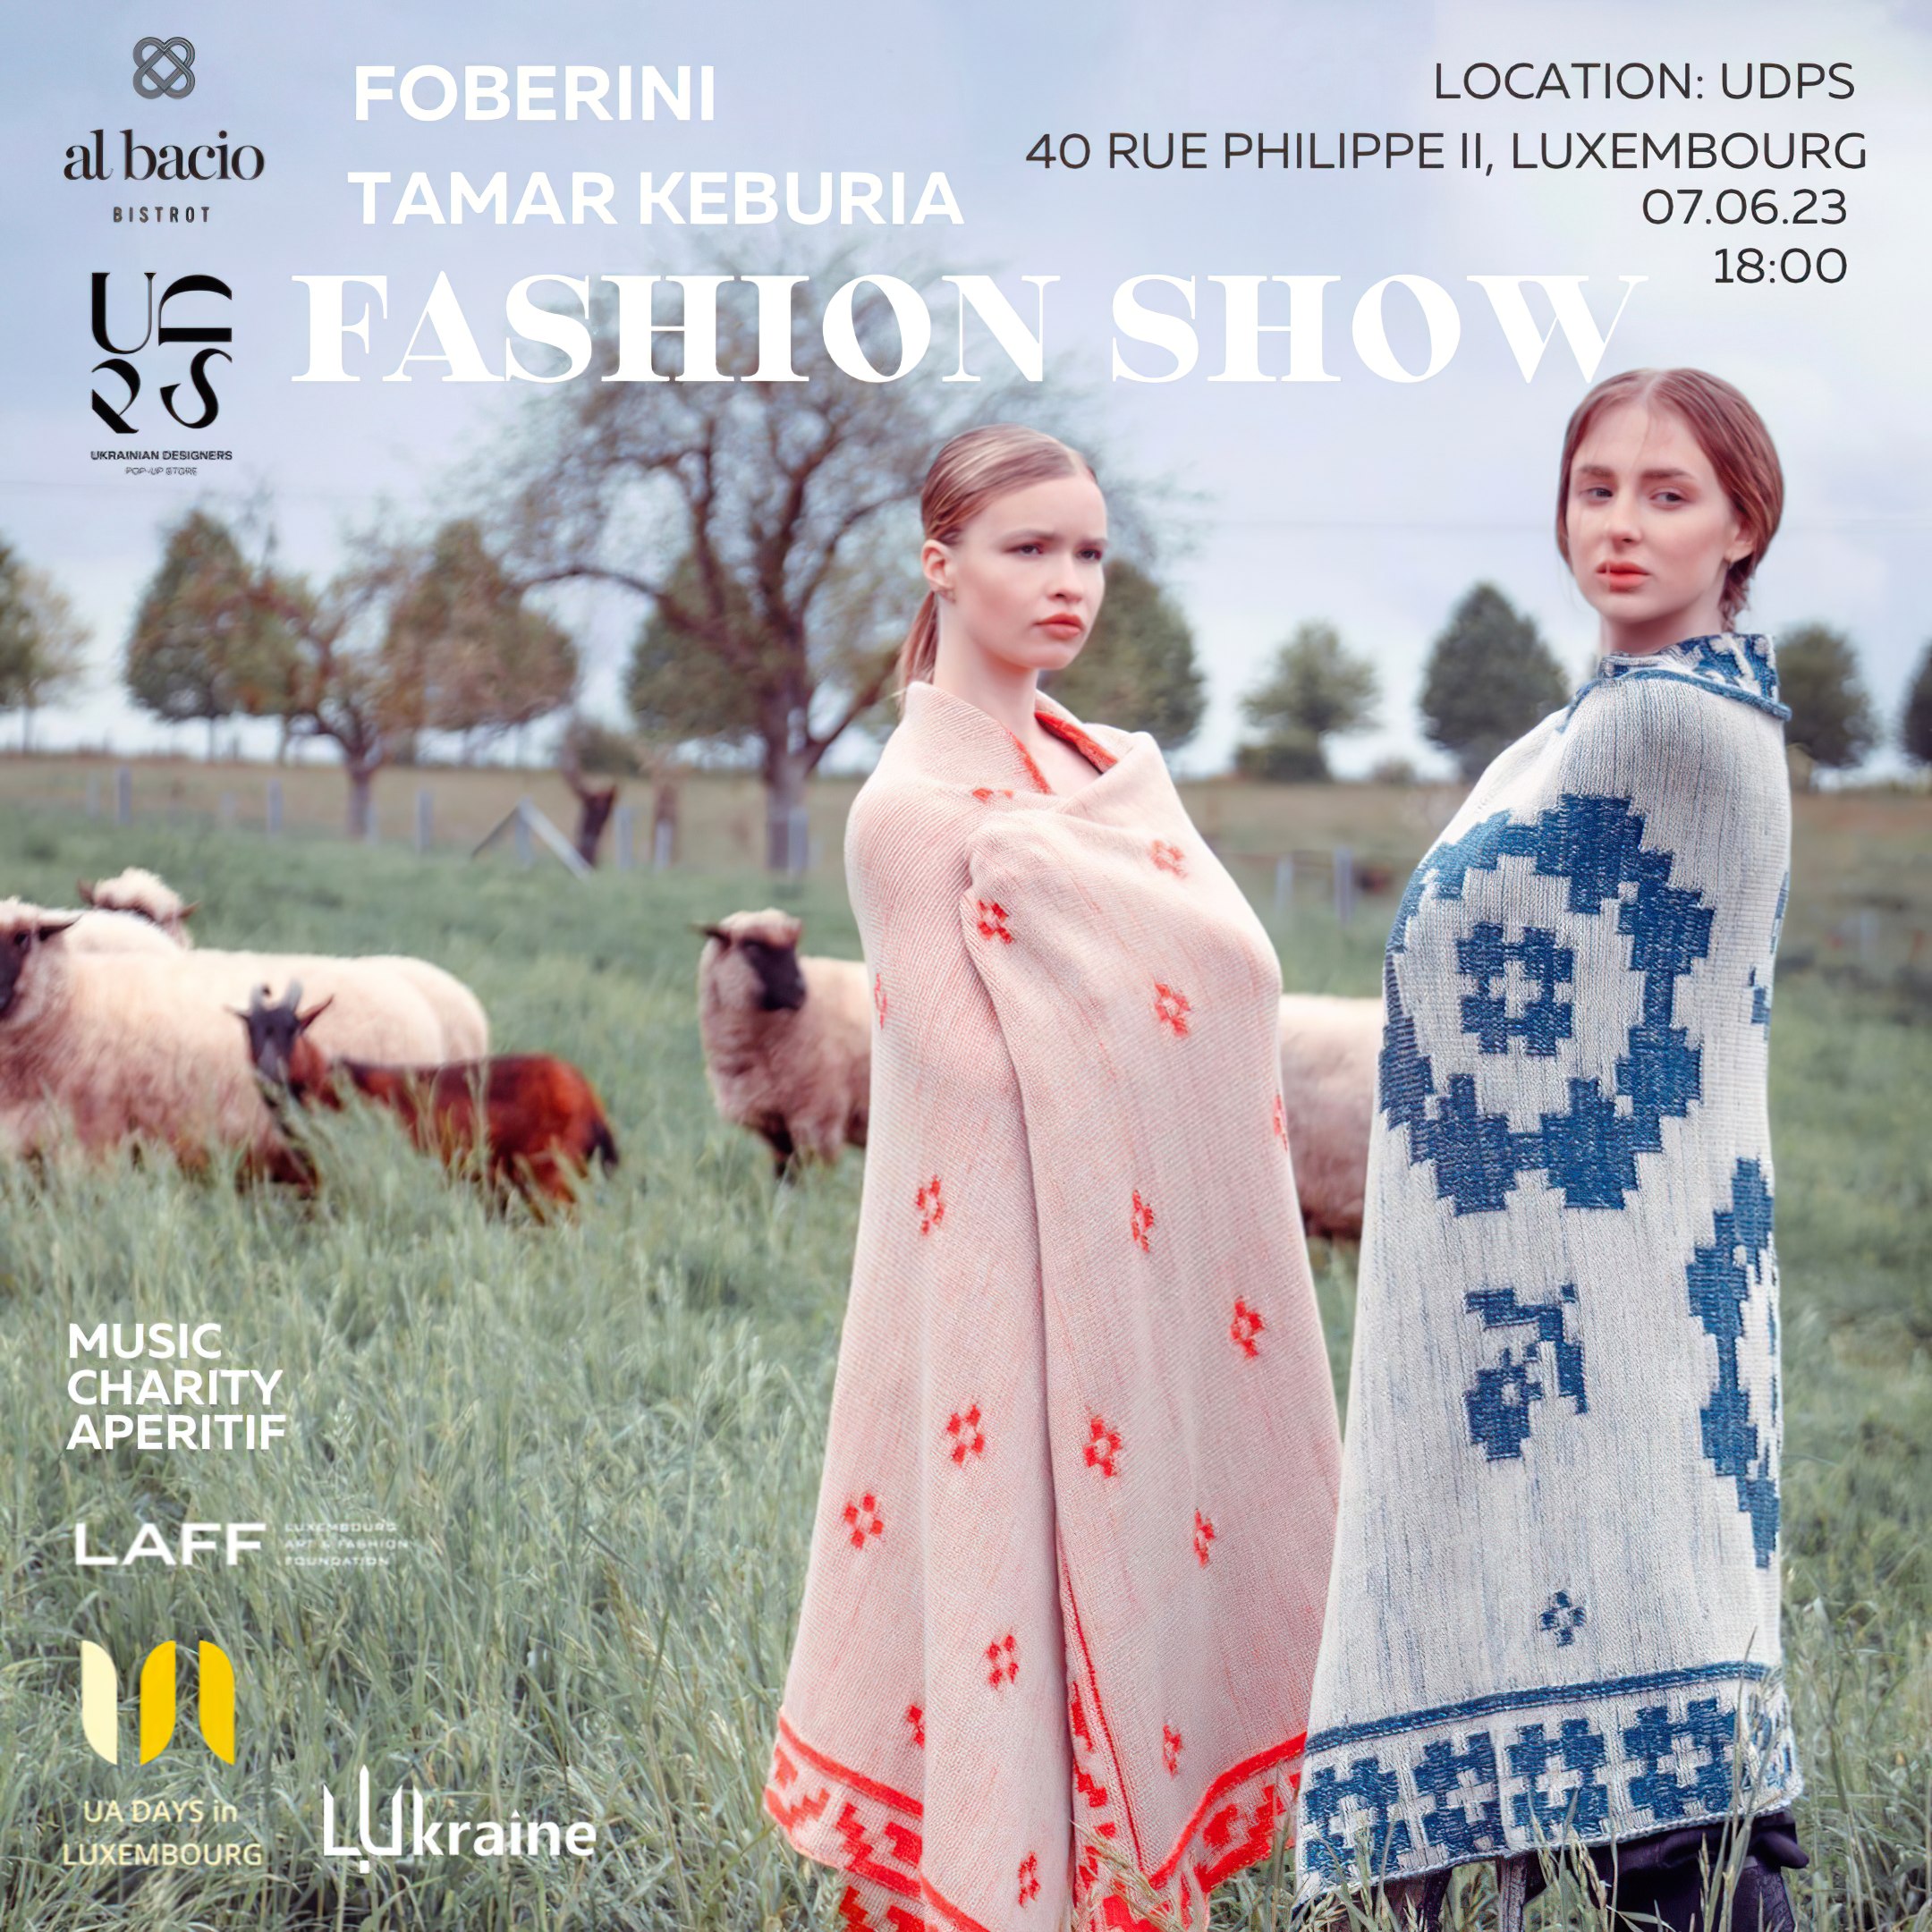 al bacio
BISTROT
FOBERINI
TAMAR KEBURIA
LOCATION: UDPS
40 RUE PHILIPPE II, LUXEMBOURG
07.06.23
18:00
FASHION SHOW
UD
PS
UKRAINIAN DESIGNERS
POP-UP STORE
MUSIC
CHARITY
APERITIF
LAFF
LUXEMBOURG
ART & FASHION
FOUNDATION
UA DAYS in
LUXEMBOURG
LUkraine